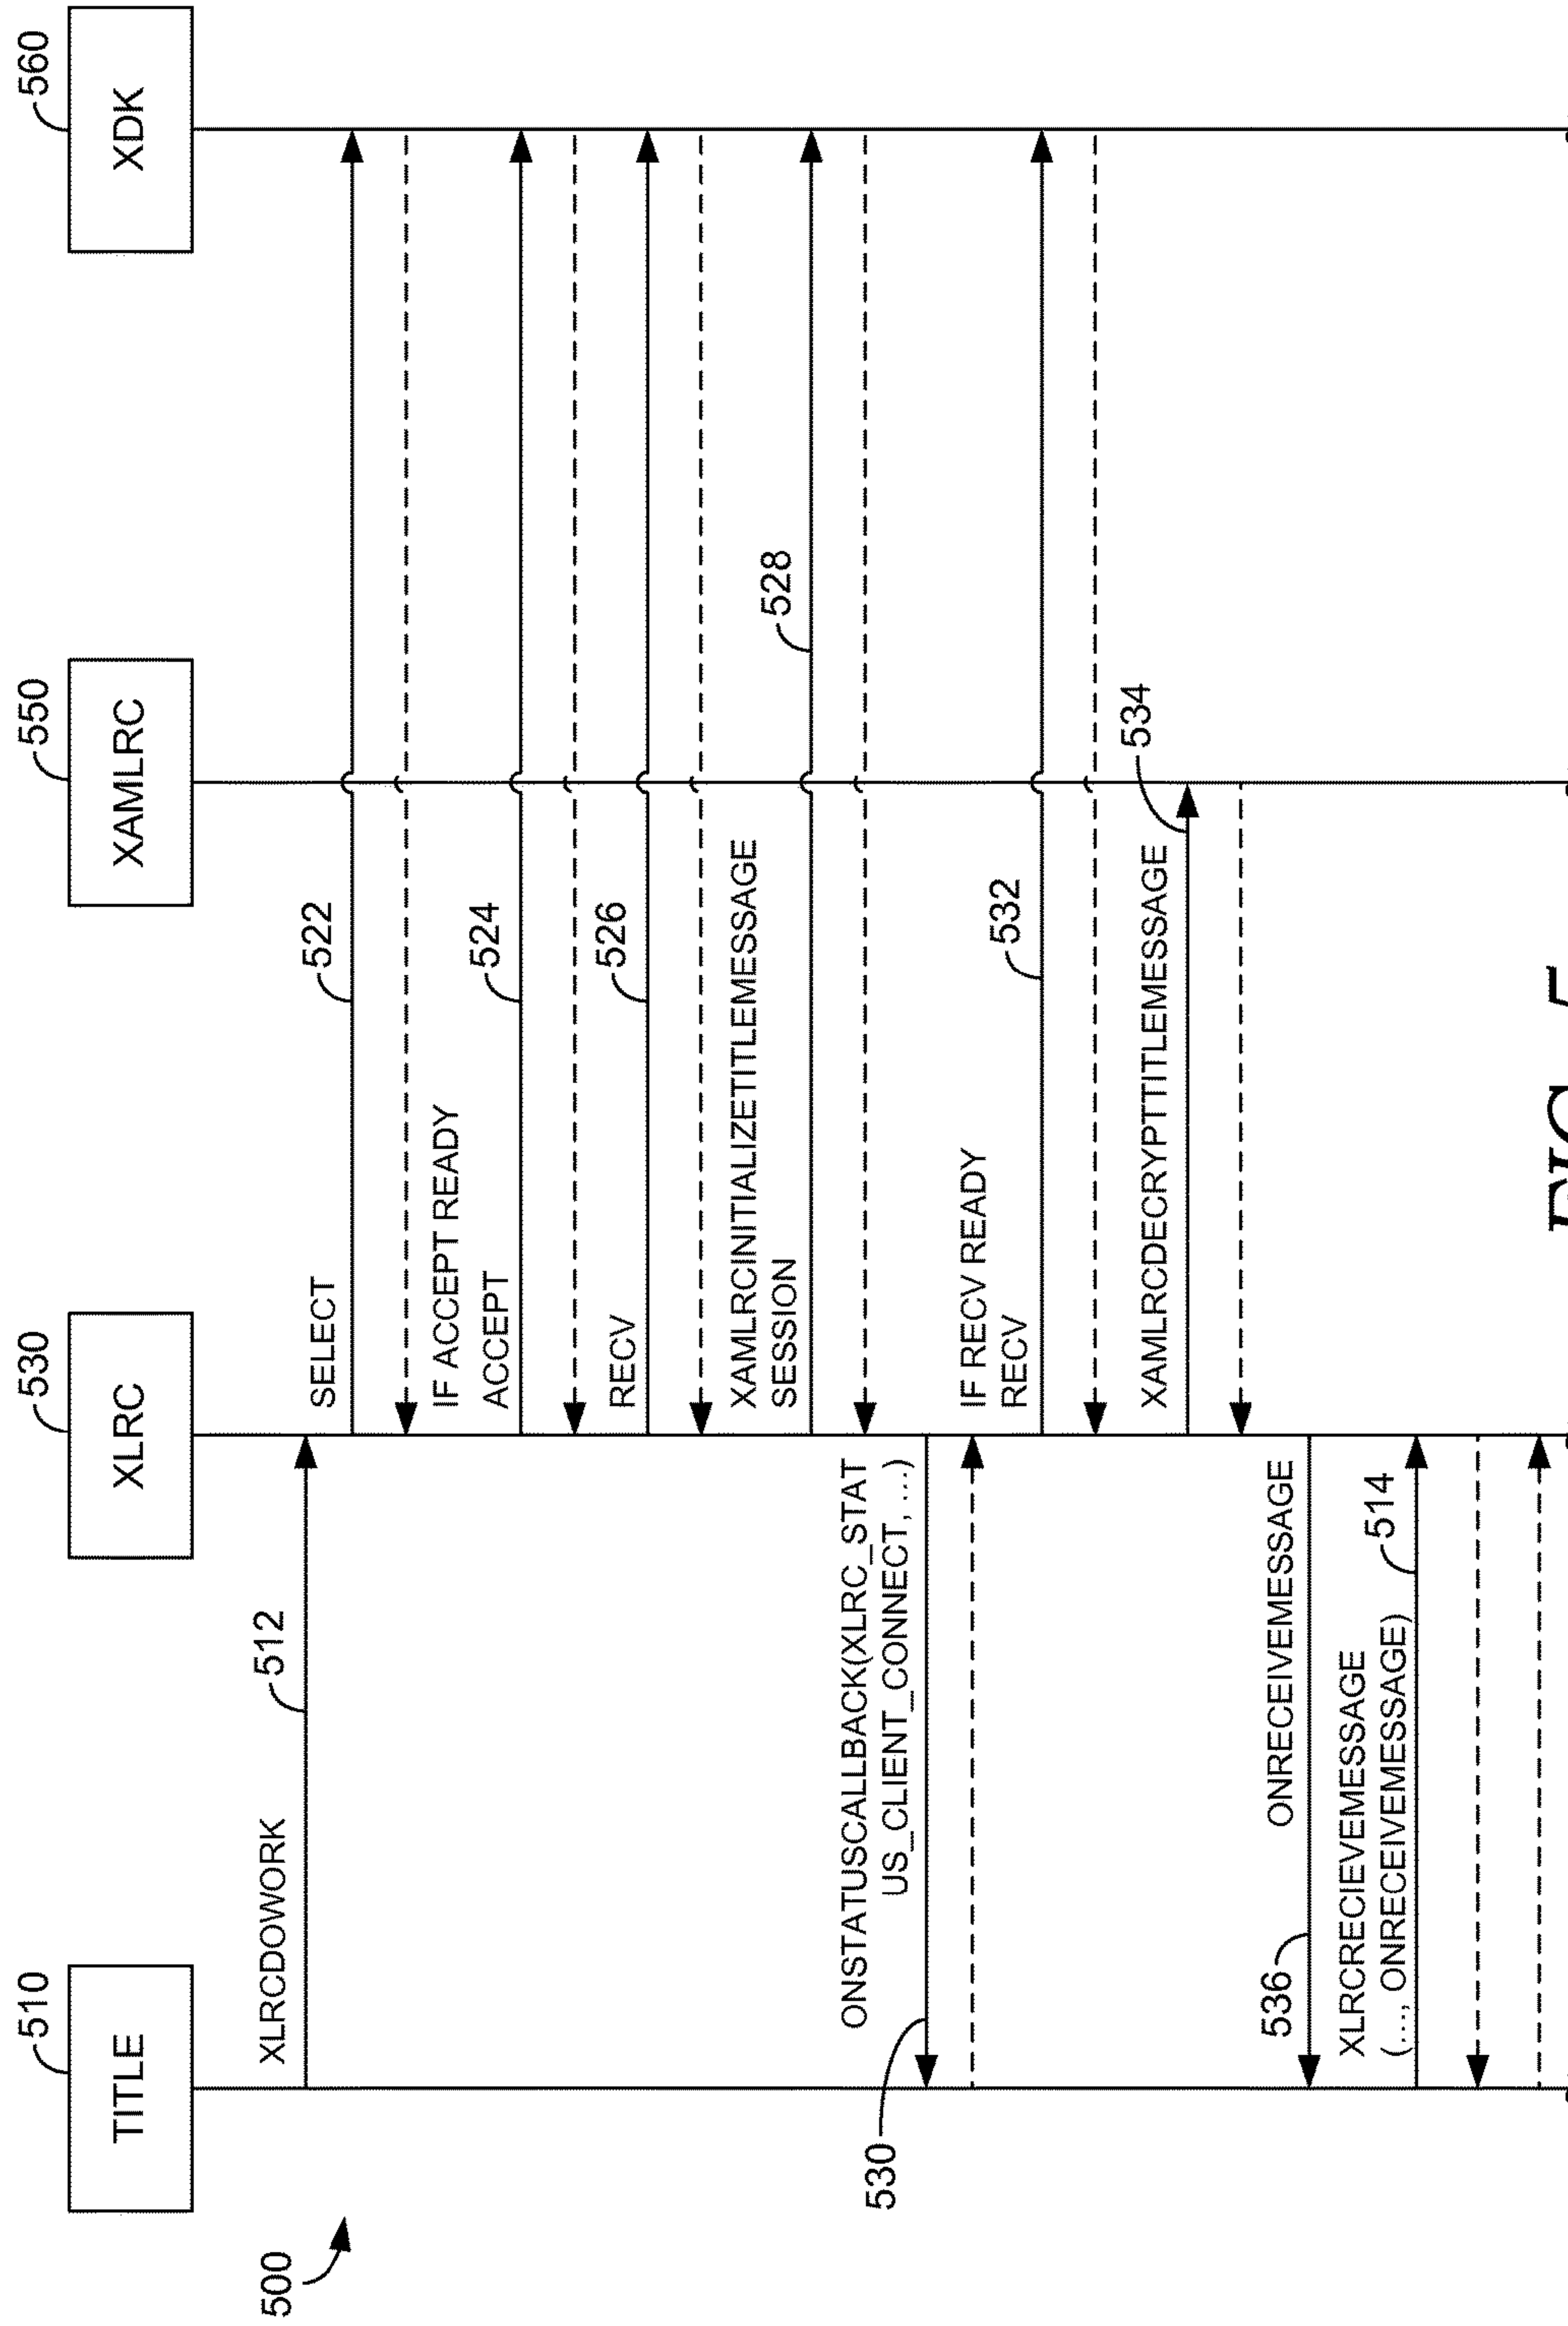 500
510
TITLE
530
XLRC
550
XAMLRC
560
XDK
XLRCDOWORK
512
SELECT
522
IF ACCEPT READY
ACCEPT
524
RECV
526
XAMLRCINITIALIZETITLEMESSAGE
SESSION
528
ONSTATUSCALLBACK(XLRC_STAT
US_CLIENT_CONNECT, ...)
530
IF RECV READY
RECV
532
XAMLRCDECRYPTTITLEMESSAGE
534
ONRECEIVEMESSAGE
536
XLRCRECIEVEMESSAGE
(..., ONRECEIVEMESSAGE)
514